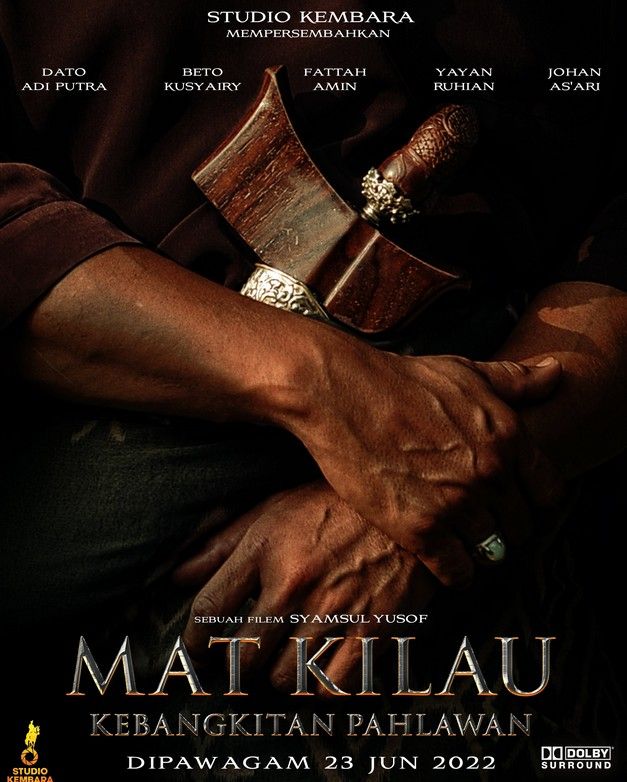 STUDIO KEMBARA
MEMPERSEMBAHKAN
DATO
ADI PUTRA
BETO
KUSYAIRY
FATTAH
AMIN
YAYAN
RUHIAN
JOHAN
AS'ARI
SEBUAH FILEM SYAMSUL YUSOF
MAT KILAU
KEBANGKITAN PAHLAWAN
DIPAWAGAM 23 JUN 2022
STUDIO
KEMBARA
DOLBY
SURROUND